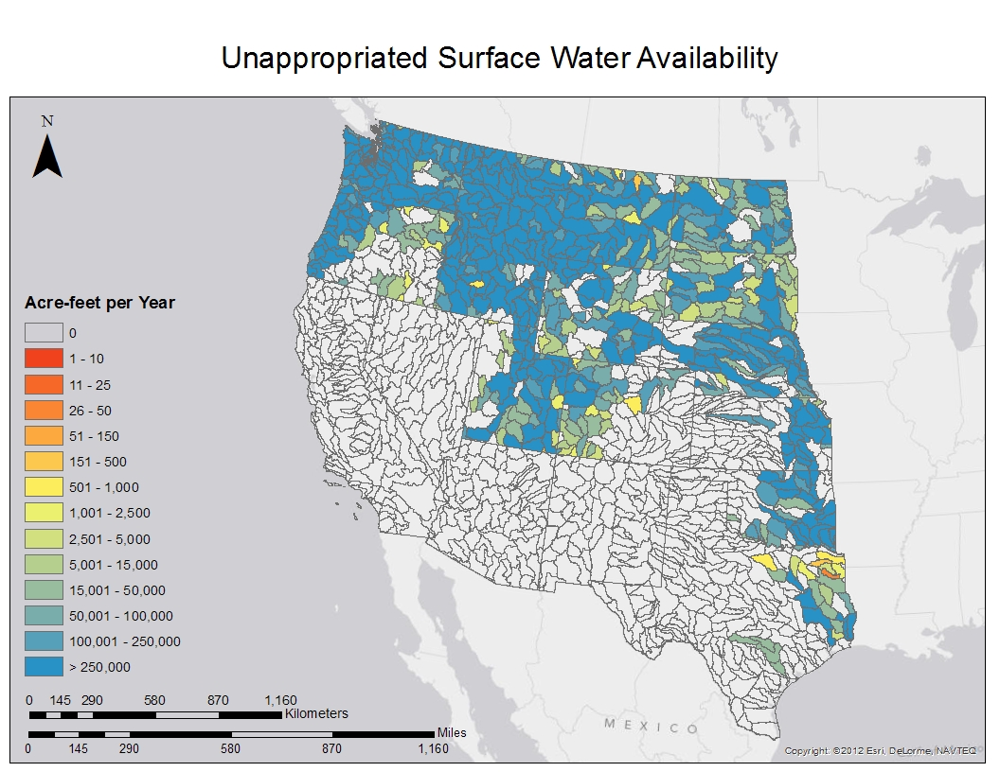 Unappropriated Surface Water Availability
N
Acre-feet per Year
0
1 - 10
11 - 25
26 - 50
51 - 150
151 - 500
501 - 1,000
1,001 - 2,500
2,501 - 5,000
5,001 - 15,000
15,001 - 50,000
50,001 - 100,000
100,001 - 250,000
> 250,000
0 145 290 580 870 1,160
Kilometers
Miles
0 145 290 580 870 1,160
MEXICO
Copyright: ©2012 Esri, DeLorme, NAVTEQ